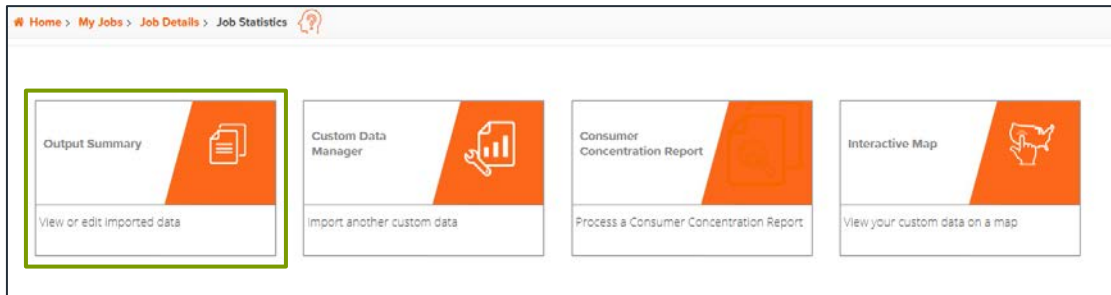 Home > My Jobs > Job Details > Job Statistics
Output Summary
View or edit imported data
Custom Data
Manager
Import another custom data
Consumer
Concentration Report
Process a Consumer Concentration Report
Interactive Map
View your custom data on a map